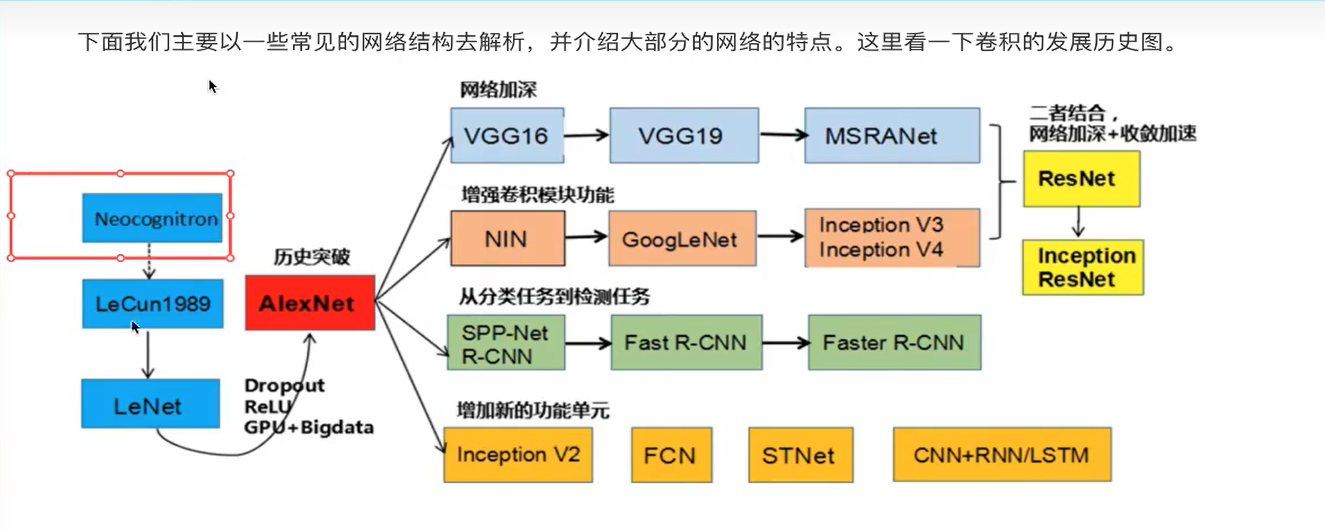 下面我们主要以一些常见的网络结构去解析，并介绍大部分的网络的特点。这里看一下卷积的发展历史图。
网络加深
VGG16
VGG19
MSRANet
二者结合，
网络加深+收敛加速
ResNet
Inception
ResNet
增强卷积模块功能
NIN
GoogLeNet
Inception V3
Inception V4
Neocognitron
LeCun1989
LeNet
历史突破
AlexNet
Dropout
ReLU
GPU+Bigdata
从分类任务到检测任务
SPP-Net
R-CNN
Fast R-CNN
Faster R-CNN
增加新的功能单元
Inception V2
FCN
STNet
CNN+RNN/LSTM